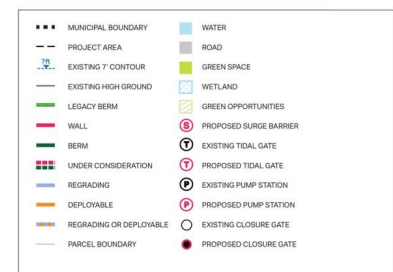 MUNICIPAL BOUNDARY
PROJECT AREA
7ft
EXISTING 7' CONTOUR
EXISTING HIGH GROUND
LEGACY BERM
WALL
BERM
UNDER CONSIDERATION
REGRADING
DEPLOYABLE
REGRADING OR DEPLOYABLE
PARCEL BOUNDARY
WATER
ROAD
GREEN SPACE
WETLAND
GREEN OPPORTUNITIES
S PROPOSED SURGE BARRIER
T EXISTING TIDAL GATE
T PROPOSED TIDAL GATE
P EXISTING PUMP STATION
P PROPOSED PUMP STATION
EXISTING CLOSURE GATE
PROPOSED CLOSURE GATE